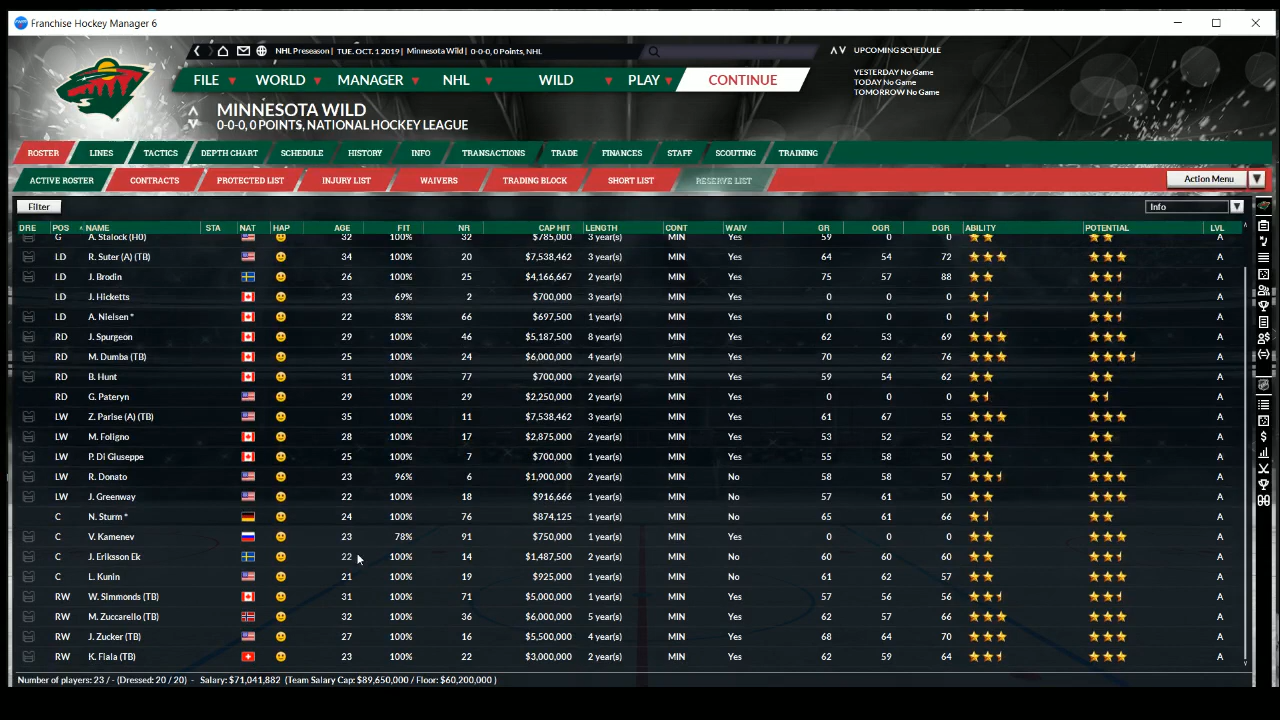 Franchise Hockey Manager 6
NHL Preseason | TUE. OCT. 1 2019 | Minnesota Wild | 0-0-0, 0 Points, NHL
UPCOMING SCHEDULE
YESTERDAY No Game
TODAY No Game
TOMORROW No Game
FILE WORLD MANAGER NHL WILD PLAY CONTINUE
MINNESOTA WILD
0-0-0, 0 POINTS, NATIONAL HOCKEY LEAGUE
ROSTER LINES TACTICS DEPTH CHART SCHEDULE HISTORY INFO TRANSACTIONS TRADE FINANCES STAFF SCOUTING TRAINING
ACTIVE ROSTER CONTRACTS PROTECTED LIST INJURY LIST WAIVERS TRADING BLOCK SHORT LIST RESERVE LIST Action Menu
Filter Info
DRE POS NAME STA NAT HAP AGE FIT NR CAP HIT LENGTH CONT WAIV GR OGR DGR ABILITY POTENTIAL LVL
G A. Stalock (H0) 32 100% 32 $785,000 3 year(s) MIN Yes 59 0 0 A
LD R. Suter (A) (TB) 34 100% 20 $7,538,462 3 year(s) MIN Yes 64 54 72 A
LD J. Brodin 26 100% 25 $4,166,667 2 year(s) MIN Yes 75 57 88 A
LD J. Hicketts 23 69% 2 $700,000 3 year(s) MIN Yes 0 0 0 A
LD A. Nielsen * 22 83% 66 $697,500 1 year(s) MIN Yes 0 0 0 A
RD J. Spurgeon 29 100% 46 $5,187,500 8 year(s) MIN Yes 62 53 69 A
RD M. Dumba (TB) 25 100% 24 $6,000,000 4 year(s) MIN Yes 70 62 76 A
RD B. Hunt 31 100% 77 $700,000 2 year(s) MIN Yes 59 54 62 A
RD G. Pateryn 29 100% 29 $2,250,000 2 year(s) MIN Yes 0 0 0 A
LW Z. Parise (A) (TB) 35 100% 11 $7,538,462 3 year(s) MIN Yes 61 67 55 A
LW M. Foligno 28 100% 17 $2,875,000 2 year(s) MIN Yes 53 52 52 A
LW P. Di Giuseppe 25 100% 7 $700,000 1 year(s) MIN Yes 55 58 50 A
LW R. Donato 23 96% 6 $1,900,000 2 year(s) MIN No 58 58 57 A
LW J. Greenway 22 100% 18 $916,666 1 year(s) MIN No 57 61 50 A
C N. Sturm * 24 100% 76 $874,125 1 year(s) MIN No 65 61 66 A
C V. Kamenev 23 78% 91 $750,000 1 year(s) MIN Yes 0 0 0 A
C J. Eriksson Ek 22 100% 14 $1,487,500 2 year(s) MIN No 60 60 60 A
C L. Kunin 21 100% 19 $925,000 1 year(s) MIN No 61 62 57 A
RW W. Simmonds (TB) 31 100% 71 $5,000,000 1 year(s) MIN Yes 57 56 56 A
RW M. Zuccarello (TB) 32 100% 36 $6,000,000 5 year(s) MIN Yes 62 57 66 A
RW J. Zucker (TB) 27 100% 16 $5,500,000 4 year(s) MIN Yes 68 64 70 A
RW K. Fiala (TB) 23 100% 22 $3,000,000 2 year(s) MIN Yes 62 59 64 A
Number of players: 23 / - (Dressed: 20 / 20) - Salary: $71,041,882 (Team Salary Cap: $89,650,000 / Floor: $60,200,000 )